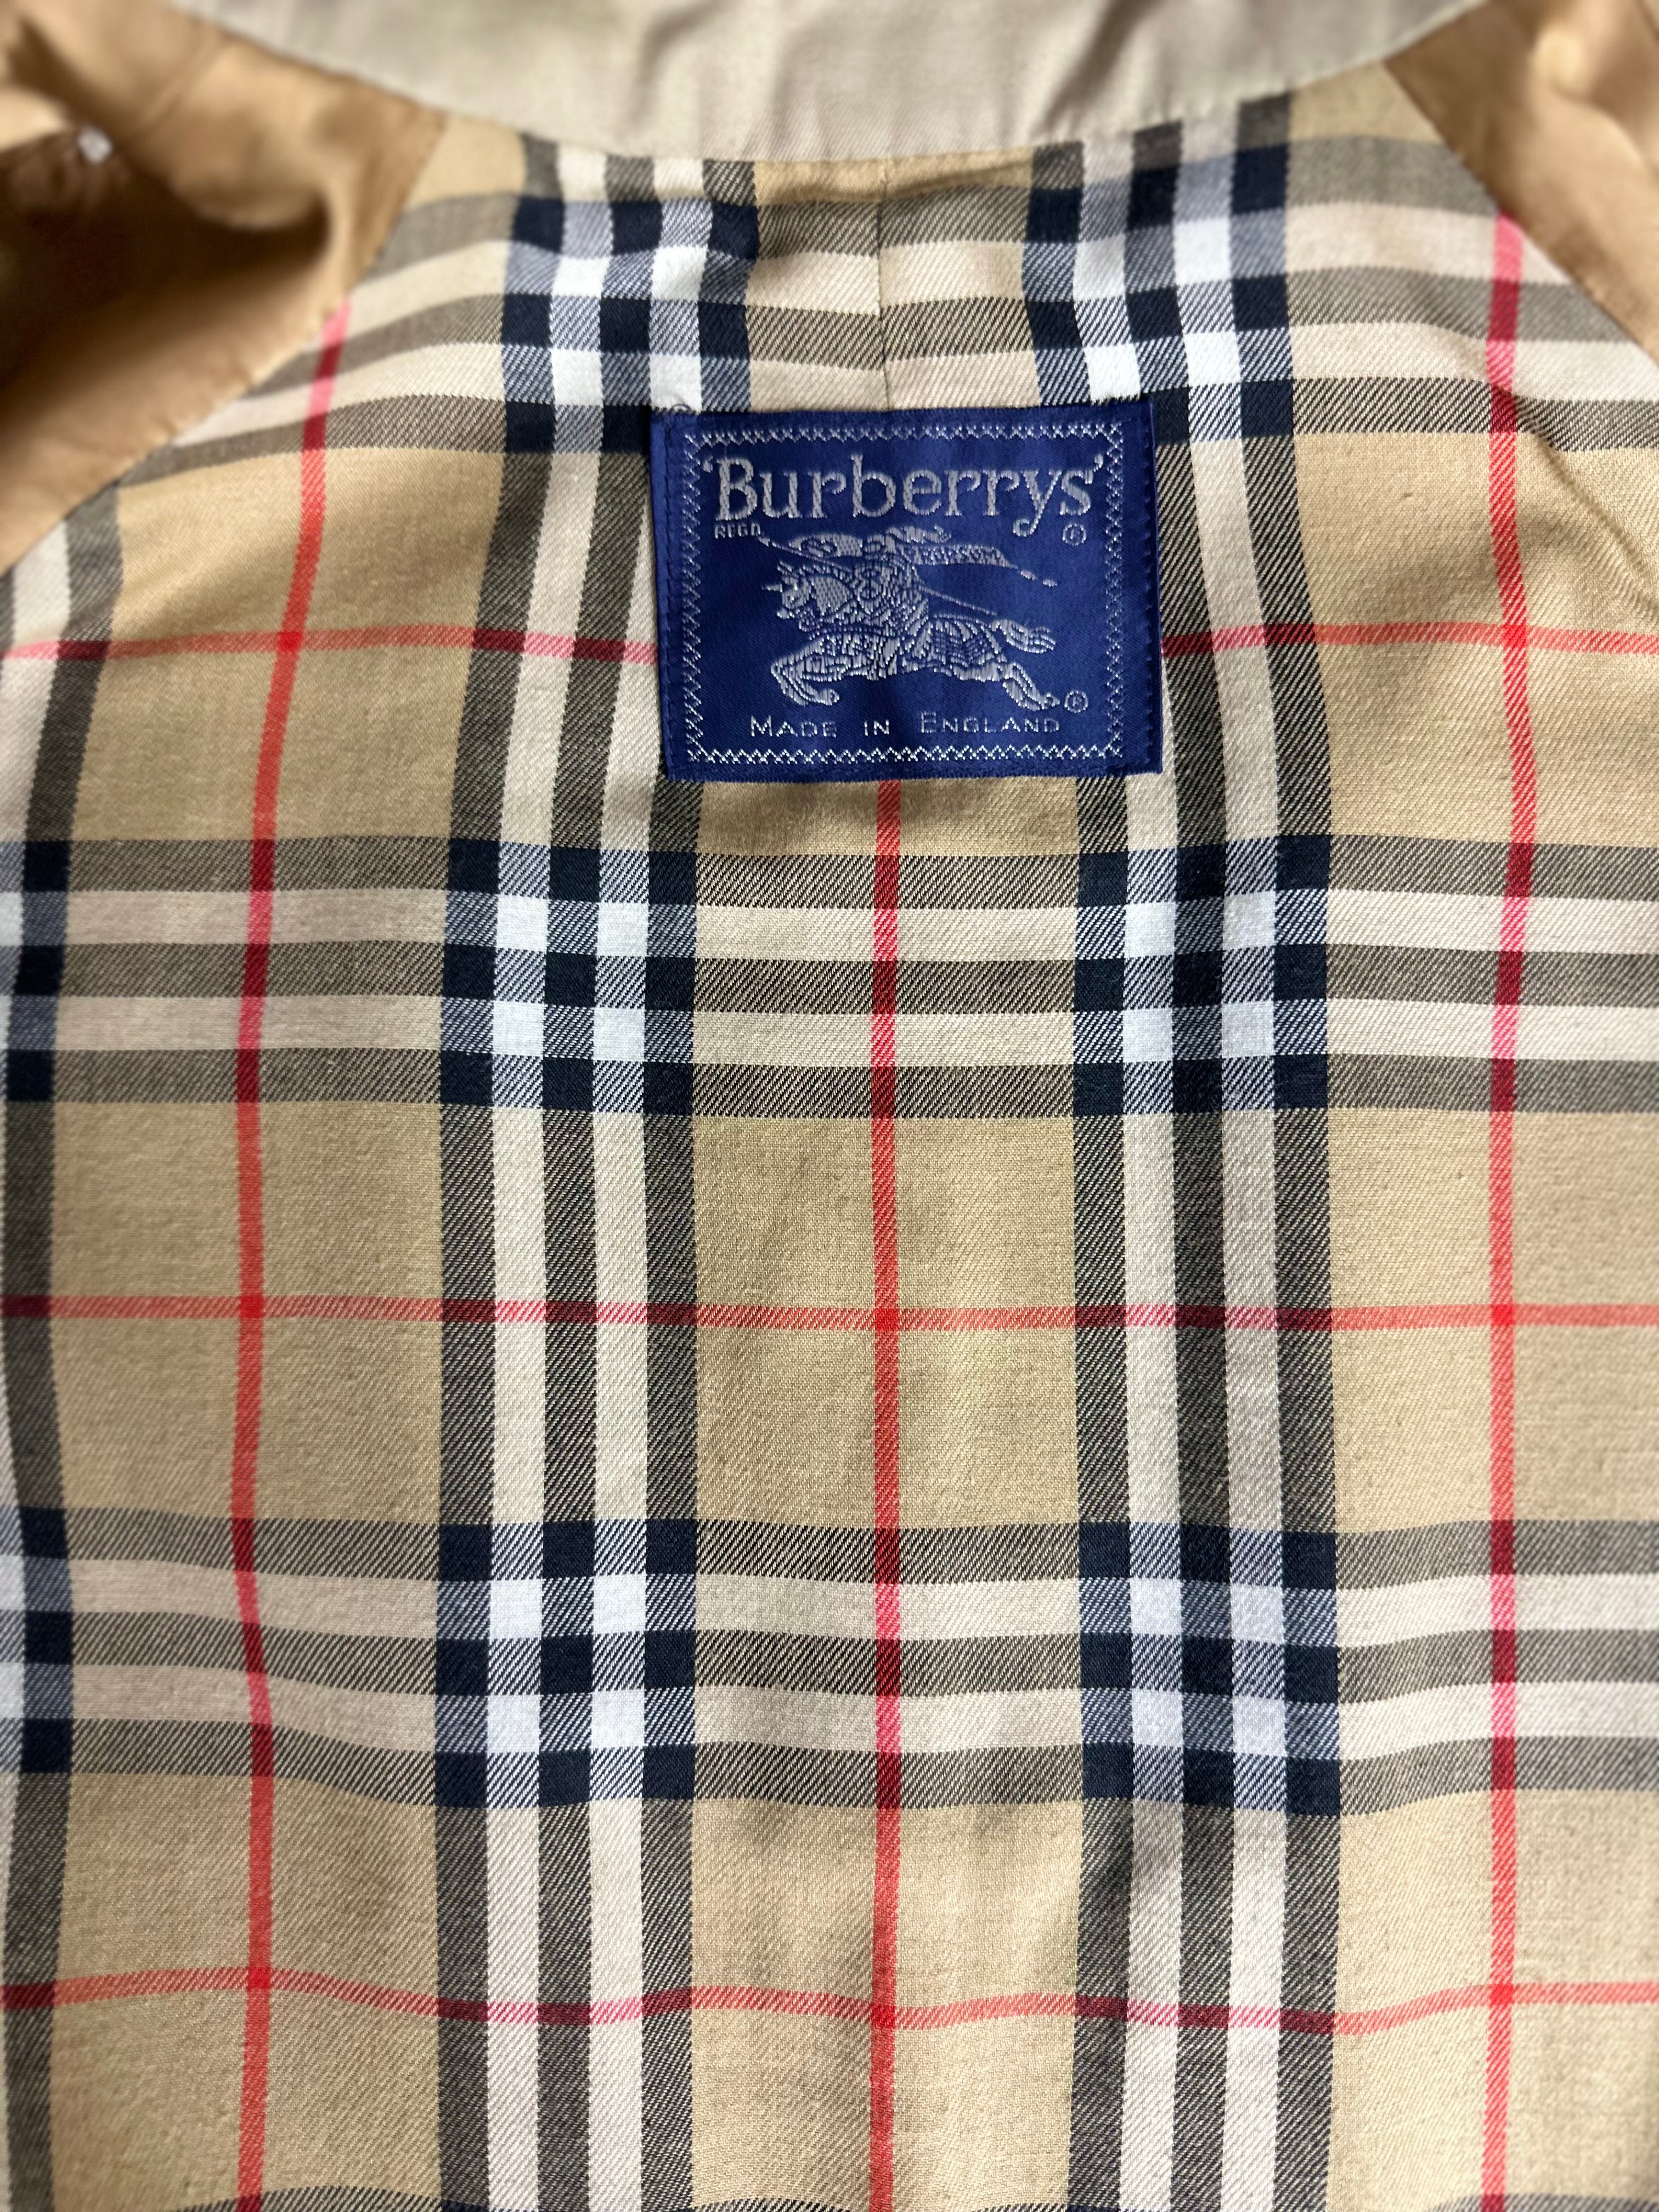 'Burberrys'
REGD ®
®
MADE IN ENGLAND